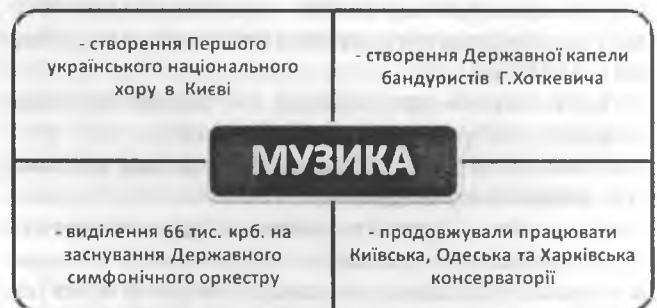 - створення Першого
українського національного
хору в Києві
- створення Державної капели
бандуристів Г.Хоткевича
МУЗИКА
- виділення 66 тис. крб. на
заснування Державного
симфонічного оркестру
- продовжували працювати
Київська, Одеська та Харківська
консерваторії